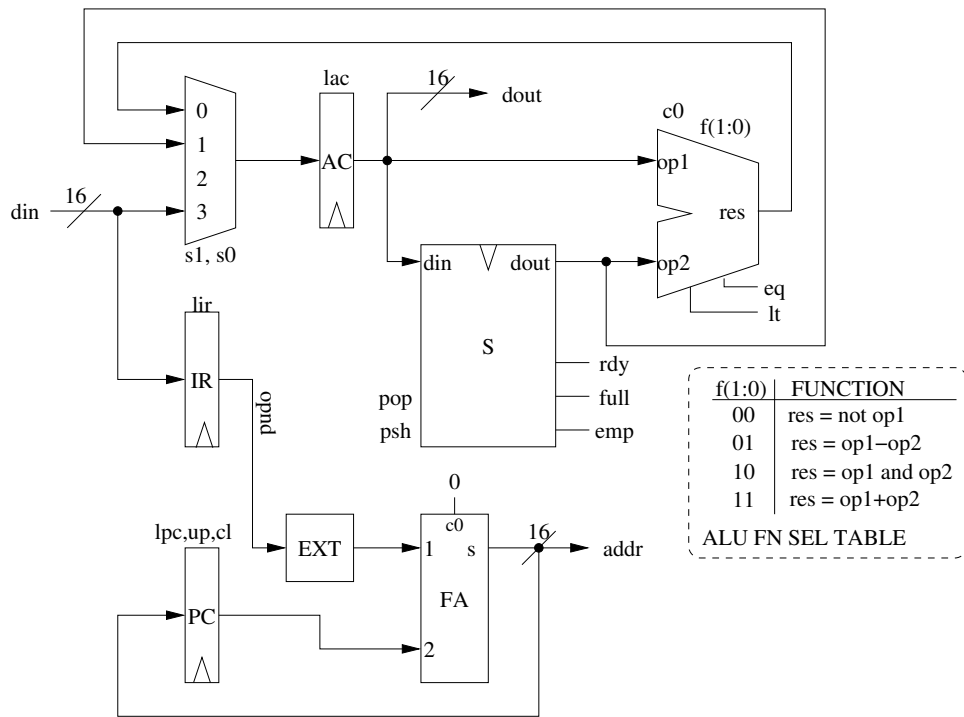 16
dout
lac
c0
f(1:0)
0
1
2
3
AC
op1
16
din
res
s1, s0
din
dout
op2
eq
lt
lir
S
rdy
IR
opnd
pop
full
psh
emp
f(1:0) FUNCTION
00 res = not op1
01 res = op1−op2
10 res = op1 and op2
11 res = op1+op2
ALU FN SEL TABLE
0
c0
lpc,up,cl
EXT
1
s
16
addr
FA
PC
2